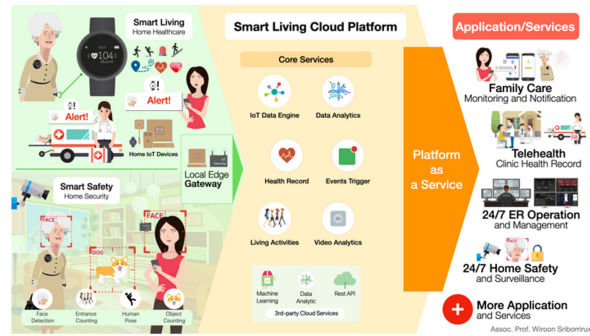 Smart Living
Home Healthcare
104
Alert!
Alert!
Home IoT Devices
Local Edge
Gateway
Smart Safety
Home Security
FACE
FACE
DOG
Face
Detection
Entrance
Counting
Human
Pose
Object
Counting
Smart Living Cloud Platform
Core Services
IoT Data Engine
Data Analytics
Health Record
Events Trigger
Living Activities
Video Analytics
Machine
Learning
Data
Analytic
Rest API
3rd-party Cloud Services
Platform
as
a Service
Application/Services
Family Care
Monitoring and Notification
Telehealth
Clinic Health Record
24/7 ER Operation
and Management
24/7 Home Safety
and Surveillance
More Application
and Services
Assoc. Prof. Wiroon Sriborrirux